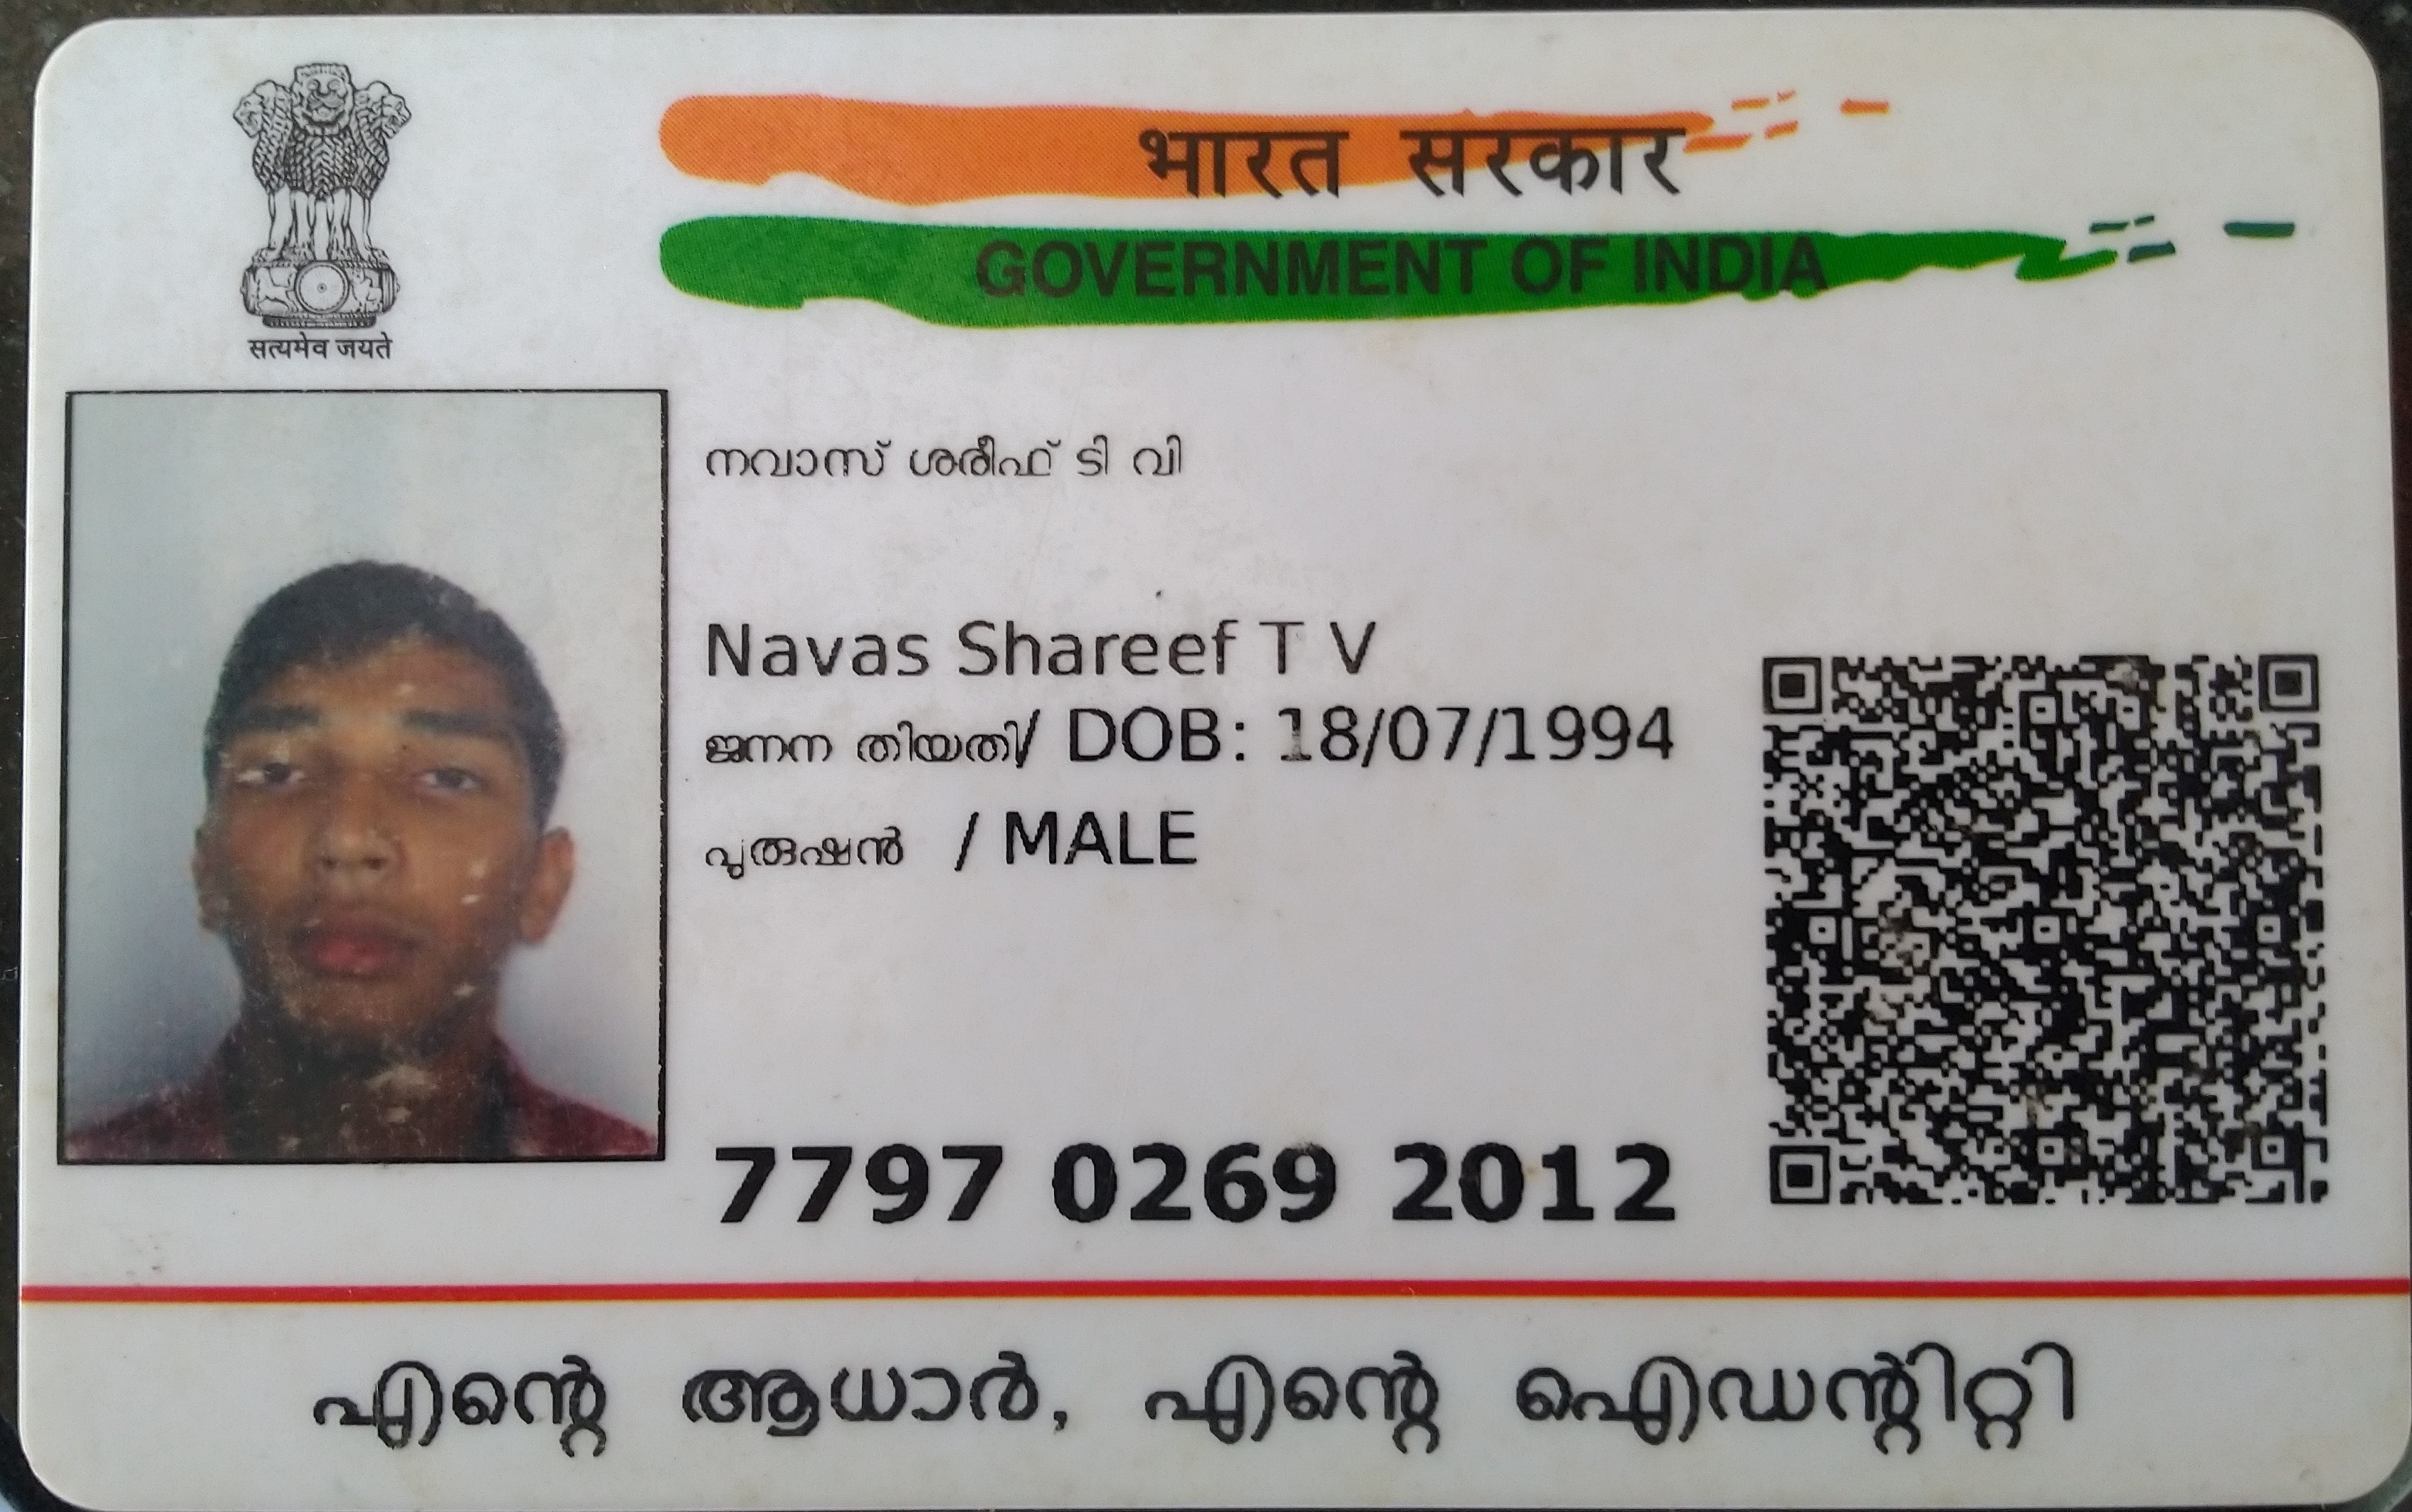 भारत सरकार
GOVERNMENT OF INDIA
सत्यमेव जयते
നവാസ് ശരീഫ് ടി വി
Navas Shareef T V
ജനന തിയതി/ DOB: 18/07/1994
പുരുഷൻ / MALE
7797 0269 2012
എന്റെ ആധാർ, എന്റെ ഐഡന്റിറ്റി